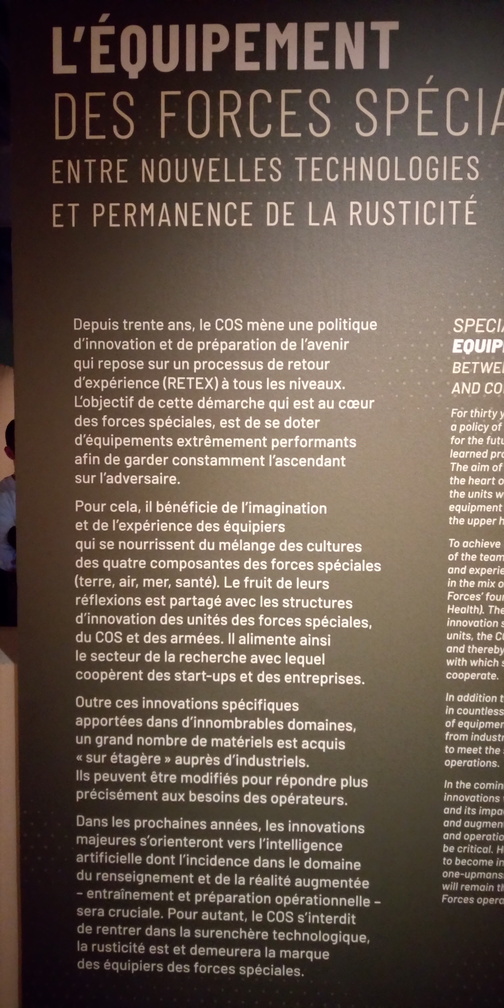 L'ÉQUIPEMENT
DES FORCES SPÉCIA
ENTRE NOUVELLES TECHNOLOGIES
ET PERMANENCE DE LA RUSTICITÉ
Depuis trente ans, le COS mène une politique
d'innovation et de préparation de l'avenir
qui repose sur un processus de retour
d'expérience (RETEX) à tous les niveaux.
L'objectif de cette démarche qui est au cœur
des forces spéciales, est de se doter
d'équipements extrêmement performants
afin de garder constamment l'ascendant
sur l'adversaire.
Pour cela, il bénéficie de l'imagination
et de l'expérience des équipiers
qui se nourrissent du mélange des cultures
des quatre composantes des forces spéciales
(terre, air, mer, santé). Le fruit de leurs
réflexions est partagé avec les structures
d'innovation des unités des forces spéciales,
du COS et des armées. Il alimente ainsi
le secteur de la recherche avec lequel
coopèrent des start-ups et des entreprises.
Outre ces innovations spécifiques
apportées dans d'innombrables domaines,
un grand nombre de matériels est acquis
« sur étagère » auprès d'industriels.
Ils peuvent être modifiés pour répondre plus
précisément aux besoins des opérateurs.
Dans les prochaines années, les innovations
majeures s'orienteront vers l'intelligence
artificielle dont l'incidence dans le domaine
du renseignement et de la réalité augmentée
– entraînement et préparation opérationnelle –
sera cruciale. Pour autant, le COS s'interdit
de rentrer dans la surenchère technologique,
la rusticité est et demeurera la marque
des équipiers des forces spéciales.
SPECIA
EQUIP
BETWE
AND CO
For thirty y
a policy of
for the futu
learned pro
The aim of
the heart o
the units w
equipment
the upper h
To achieve
of the team
and experie
in the mix o
Forces' four
Health). The
innovation s
units, the CO
and thereby
with which s
cooperate.
In addition t
in countless
of equipmen
from industr
to meet the
operations.
In the comin
innovations
and its impa
and augmen
and operatio
be critical. H
to become in
one-upmans
will remain th
Forces opera